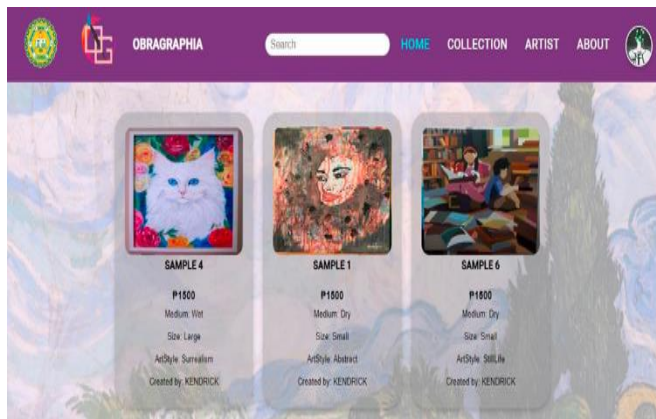 OBRAGRAPHIA
Search
HOME
COLLECTION
ARTIST
ABOUT
SAMPLE 4
₱1500
Medium: Wet
Size: Large
ArtStyle: Surrealism
Created by: KENDRICK
SAMPLE 1
₱1500
Medium: Dry
Size: Small
ArtStyle: Abstract
Created by: KENDRICK
SAMPLE 6
₱1500
Medium: Dry
Size: Small
ArtStyle: StillLife
Created by: KENDRICK